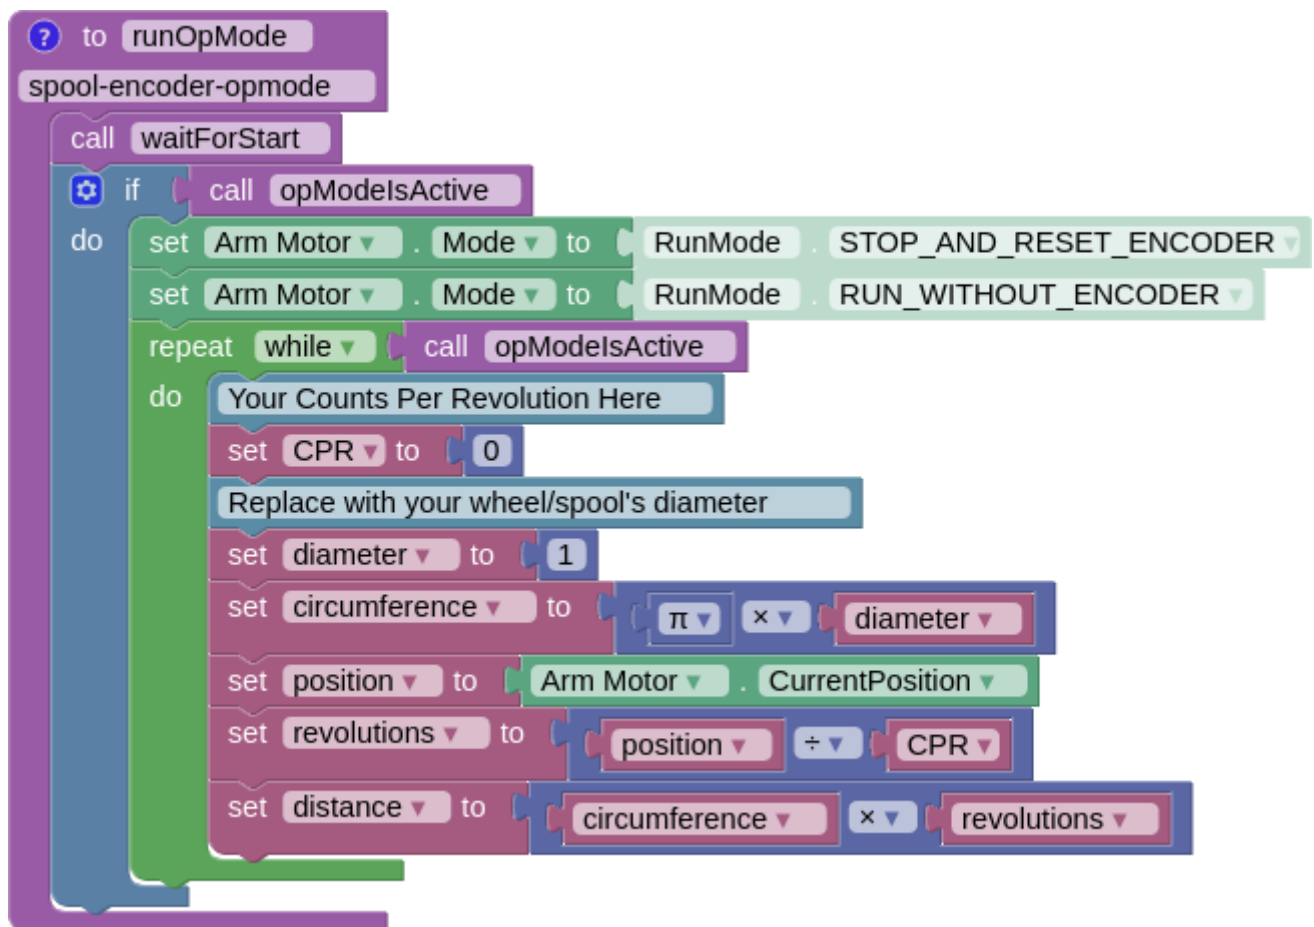 ? to runOpMode
spool-encoder-opmode
call waitForStart
if call opModeIsActive
do set Arm Motor . Mode to RunMode . STOP_AND_RESET_ENCODER
set Arm Motor . Mode to RunMode . RUN_WITHOUT_ENCODER
repeat while call opModeIsActive
do Your Counts Per Revolution Here
set CPR to 0
Replace with your wheel/spool's diameter
set diameter to 1
set circumference to π × diameter
set position to Arm Motor . CurrentPosition
set revolutions to position ÷ CPR
set distance to circumference × revolutions